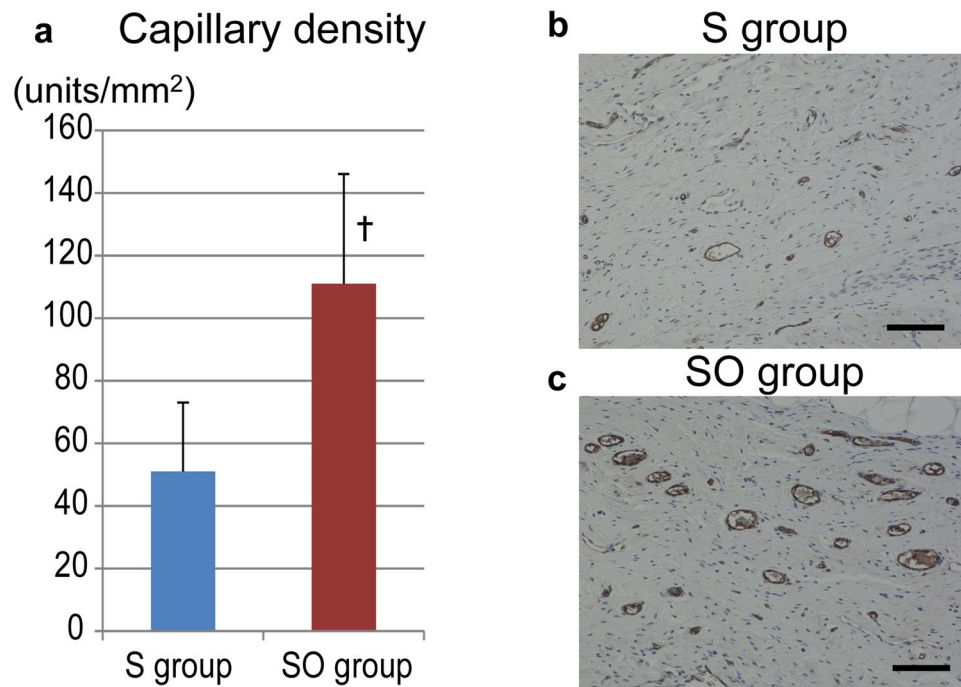 a Capillary density
(units/mm²)
160
140
120
†
100
80
60
40
20
0
S group SO group
b S group
c SO group